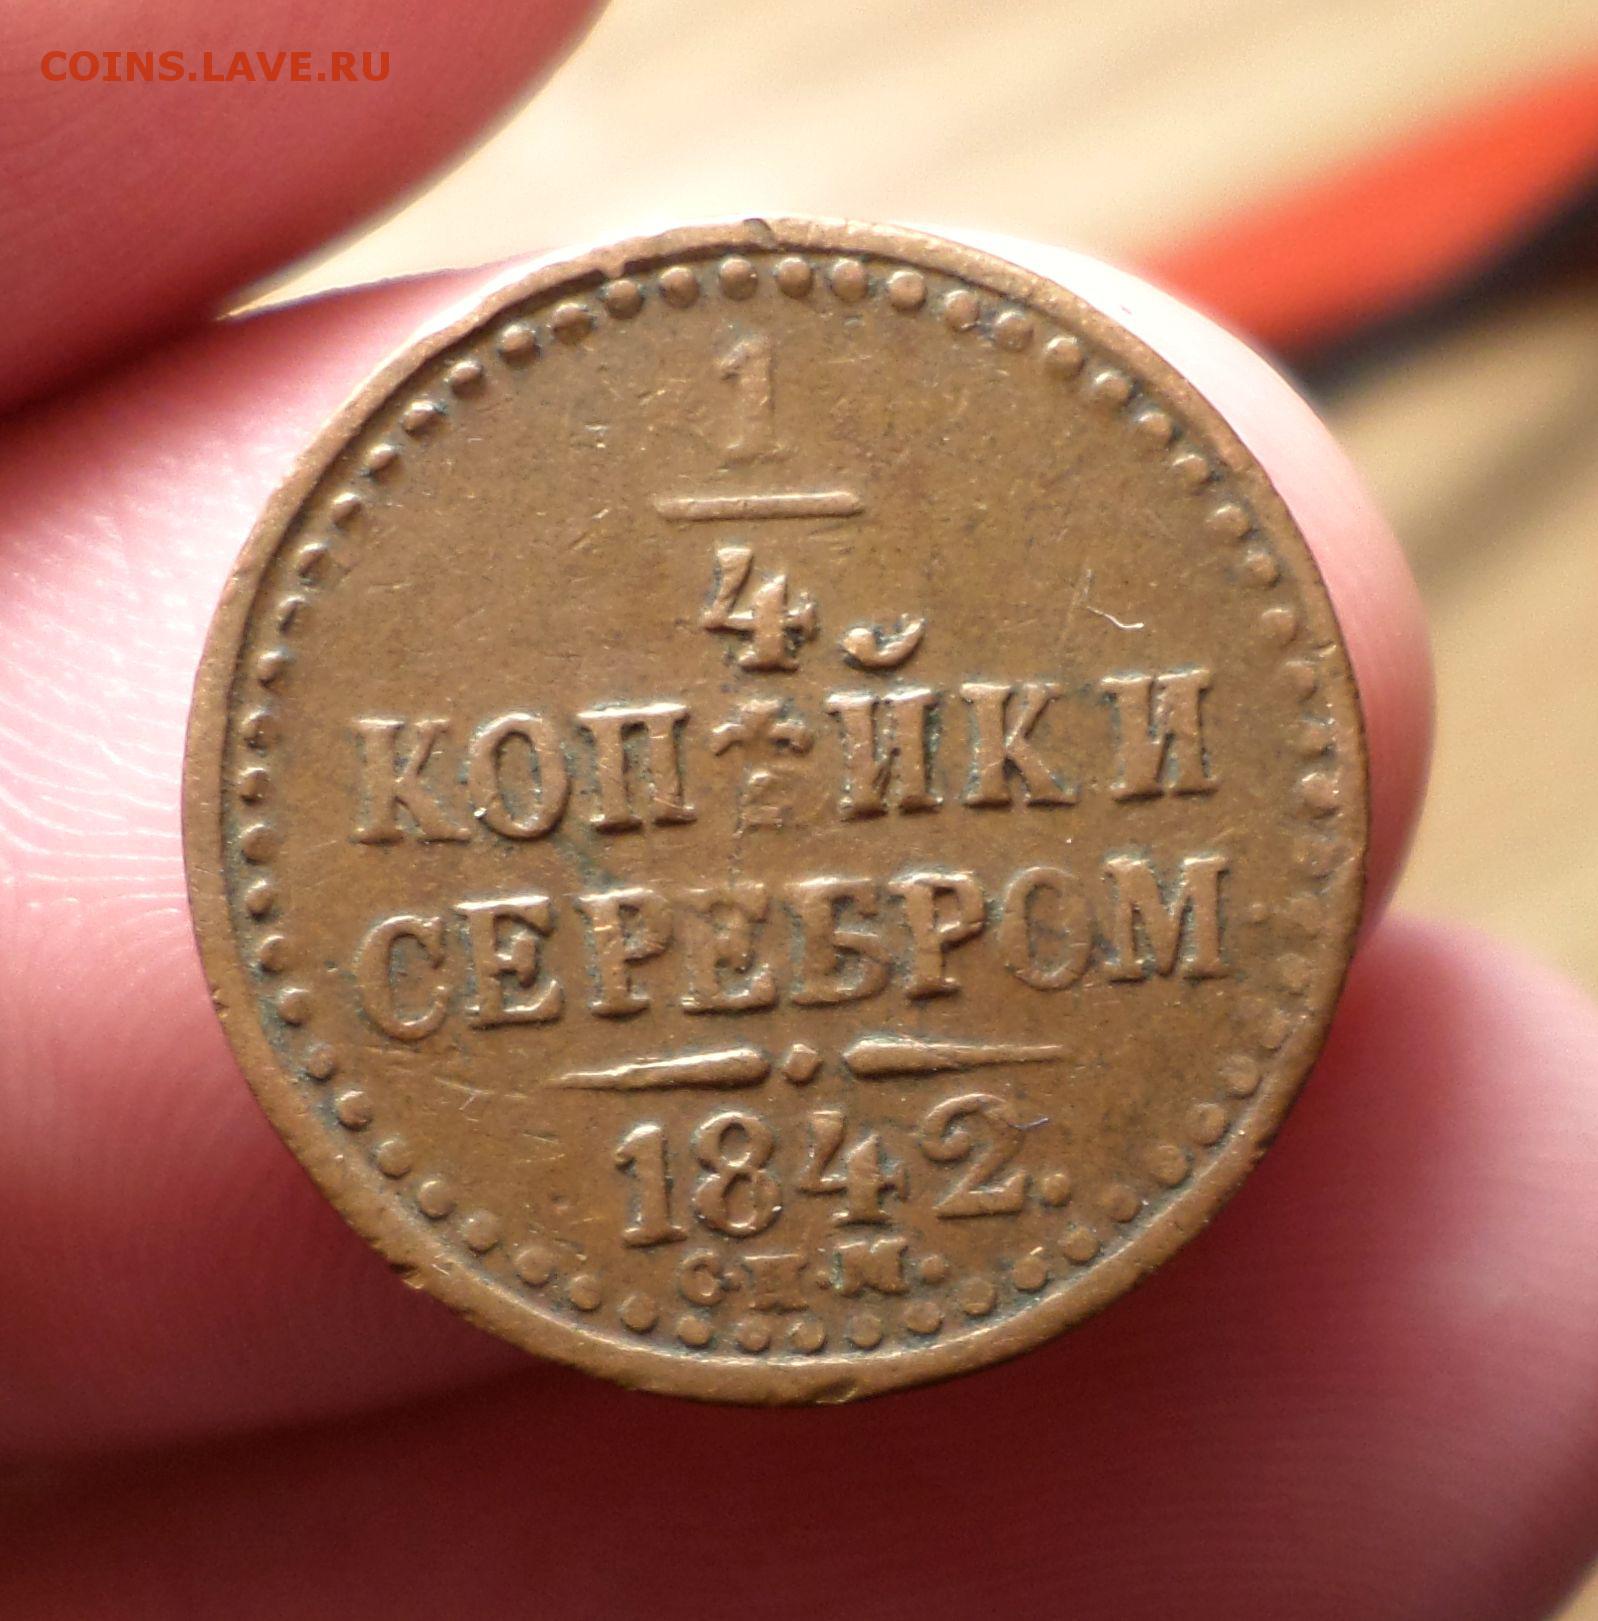 COINS.LAVE.RU
1
4
КОПѢЙКИ
СЕРЕБРОМ
1842.
С.П.М.